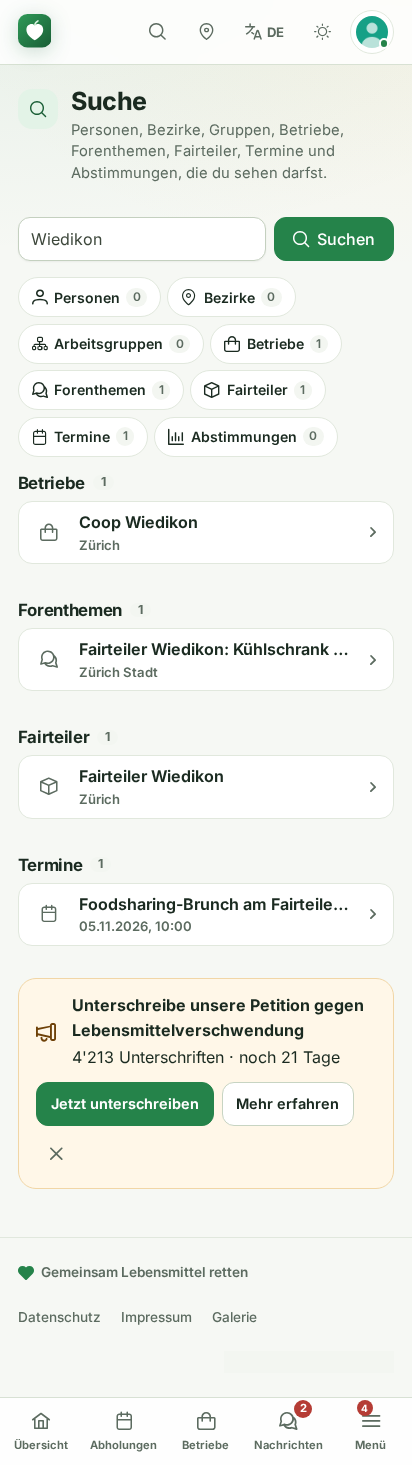 DE
Suche
Personen, Bezirke, Gruppen, Betriebe,
Forenthemen, Fairteiler, Termine und
Abstimmungen, die du sehen darfst.
Wiedikon
Suchen
Personen 0
Bezirke 0
Arbeitsgruppen 0
Betriebe 1
Forenthemen 1
Fairteiler 1
Termine 1
Abstimmungen 0
Betriebe 1
Coop Wiedikon
Zürich
Forenthemen 1
Fairteiler Wiedikon: Kühlschrank ...
Zürich Stadt
Fairteiler 1
Fairteiler Wiedikon
Zürich
Termine 1
Foodsharing-Brunch am Fairteile...
05.11.2026, 10:00
Unterschreibe unsere Petition gegen
Lebensmittelverschwendung
4'213 Unterschriften · noch 21 Tage
Jetzt unterschreiben
Mehr erfahren
Gemeinsam Lebensmittel retten
Datenschutz Impressum Galerie
2
4
Übersicht Abholungen Betriebe Nachrichten Menü